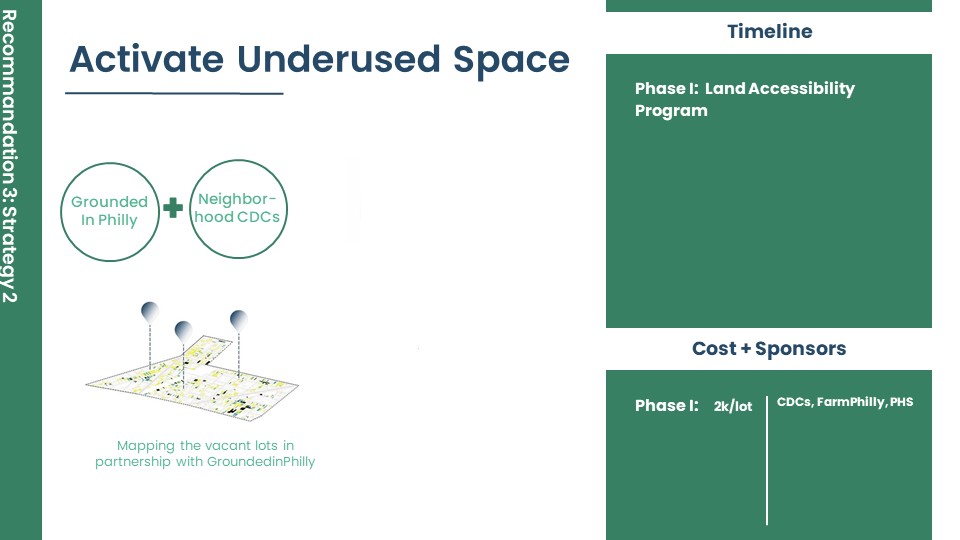 Recommandation 3: Strategy 2
Activate Underused Space
Grounded
In Philly
Neighbor-
hood CDCs
Mapping the vacant lots in
partnership with GroundedinPhilly
Timeline
Phase I: Land Accessibility
Program
Cost + Sponsors
Phase I: 2k/lot
CDCs, FarmPhilly, PHS